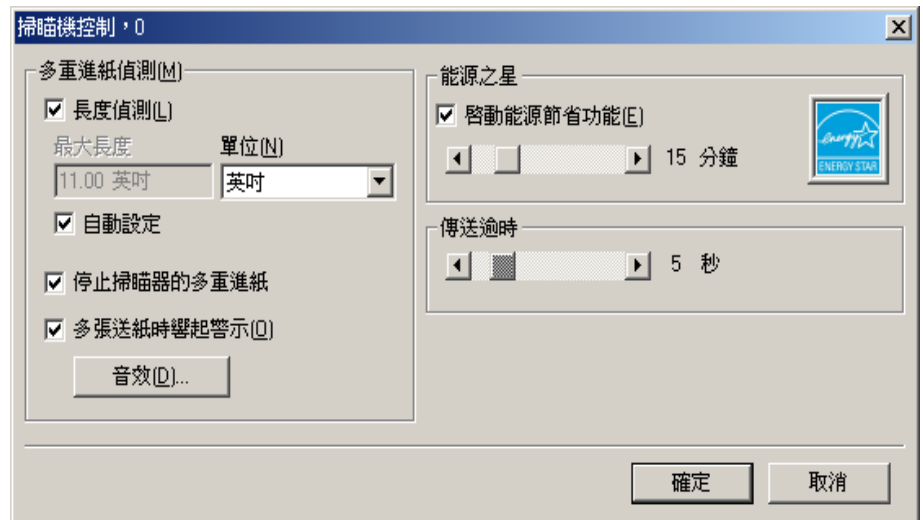 掃瞄機控制，0
多重進紙偵測(M)
長度偵測(L)
最大長度
單位(N)
11.00 英吋
英吋
自動設定
停止掃瞄器的多重進紙
多張送紙時響起警示(O)
音效(D)...
能源之星
啓動能源節省功能(E)
15 分鐘
energy
ENERGY STAR
傳送逾時
5 秒
確定
取消